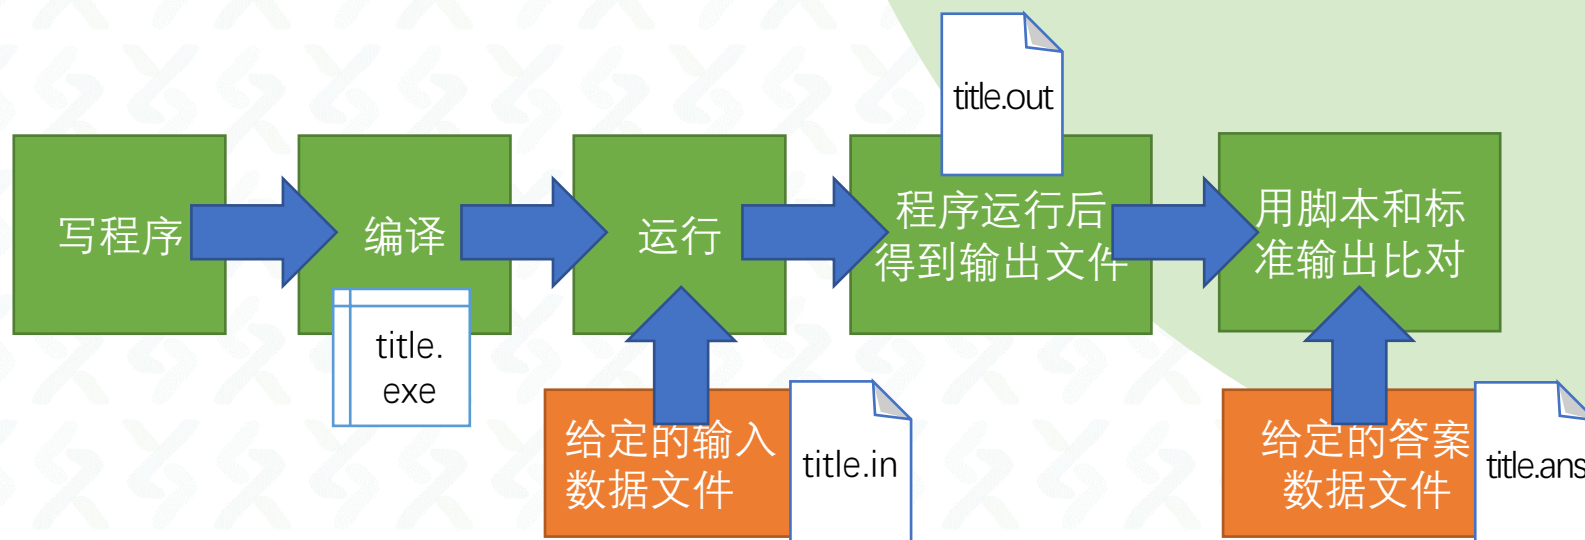 title.out
写程序
编译
运行
程序运行后
得到输出文件
用脚本和标
准输出比对
title.
exe
给定的输入
数据文件
title.in
给定的答案
数据文件
title.ans